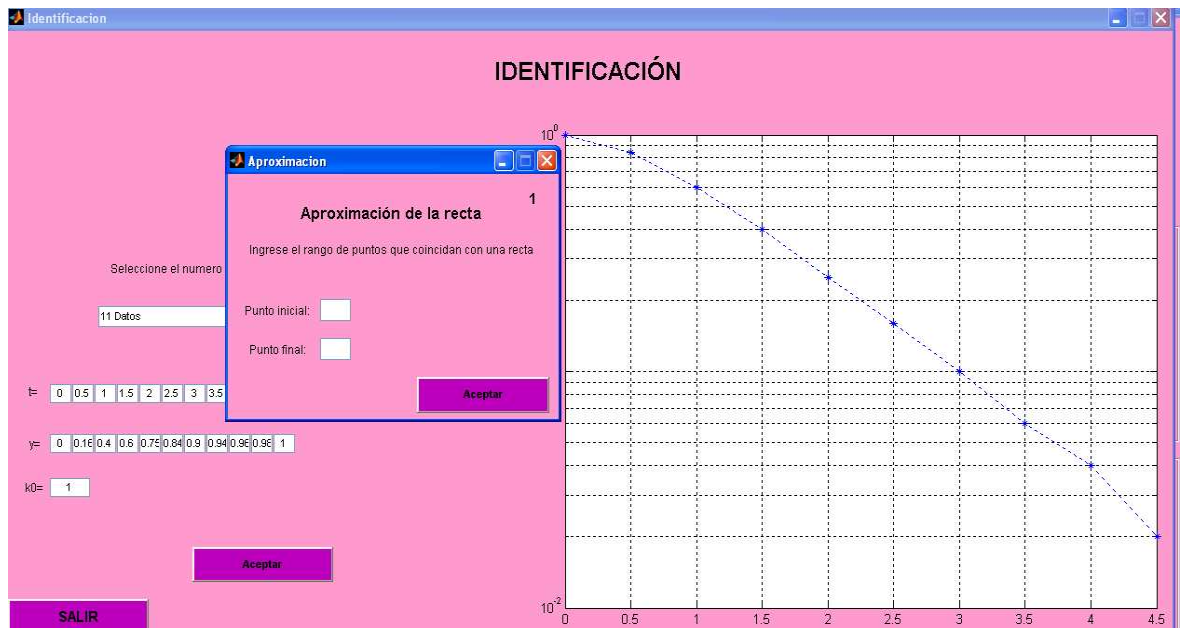 Identificacion
IDENTIFICACIÓN
Aproximacion
1
Aproximación de la recta
Ingrese el rango de puntos que coincidan con una recta
Punto inicial:
Punto final:
Aceptar
Seleccione el numero
11 Datos
t= 0 0.5 1 1.5 2 2.5 3 3.5
y= 0 0.16 0.4 0.6 0.75 0.84 0.9 0.94 0.96 0.98 1
k0= 1
Aceptar
SALIR
10^0
10^-2
0 0.5 1 1.5 2 2.5 3 3.5 4 4.5